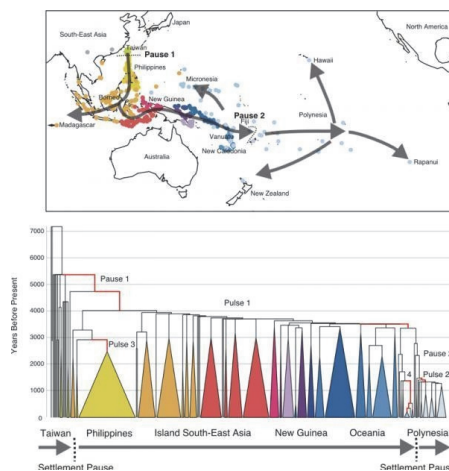 Japan
South-East Asia
North America
Taiwan
Pause 1
Philippines
Hawaii
Micronesia
Borneo
New Guinea
Pause 2
Polynesia
Fiji
Madagascar
Vanuatu
New Caledonia
Australia
Rapanui
New Zealand
7000
6000
Pause 1
5000
Years Before Present
Pulse 1
4000
3000
Pulse 3
Pause 2
2000
4
Pulse 2
1000
0
Taiwan
Philippines
Island South-East Asia
New Guinea
Oceania
Polynesia
Settlement Pause
Settlement Pause